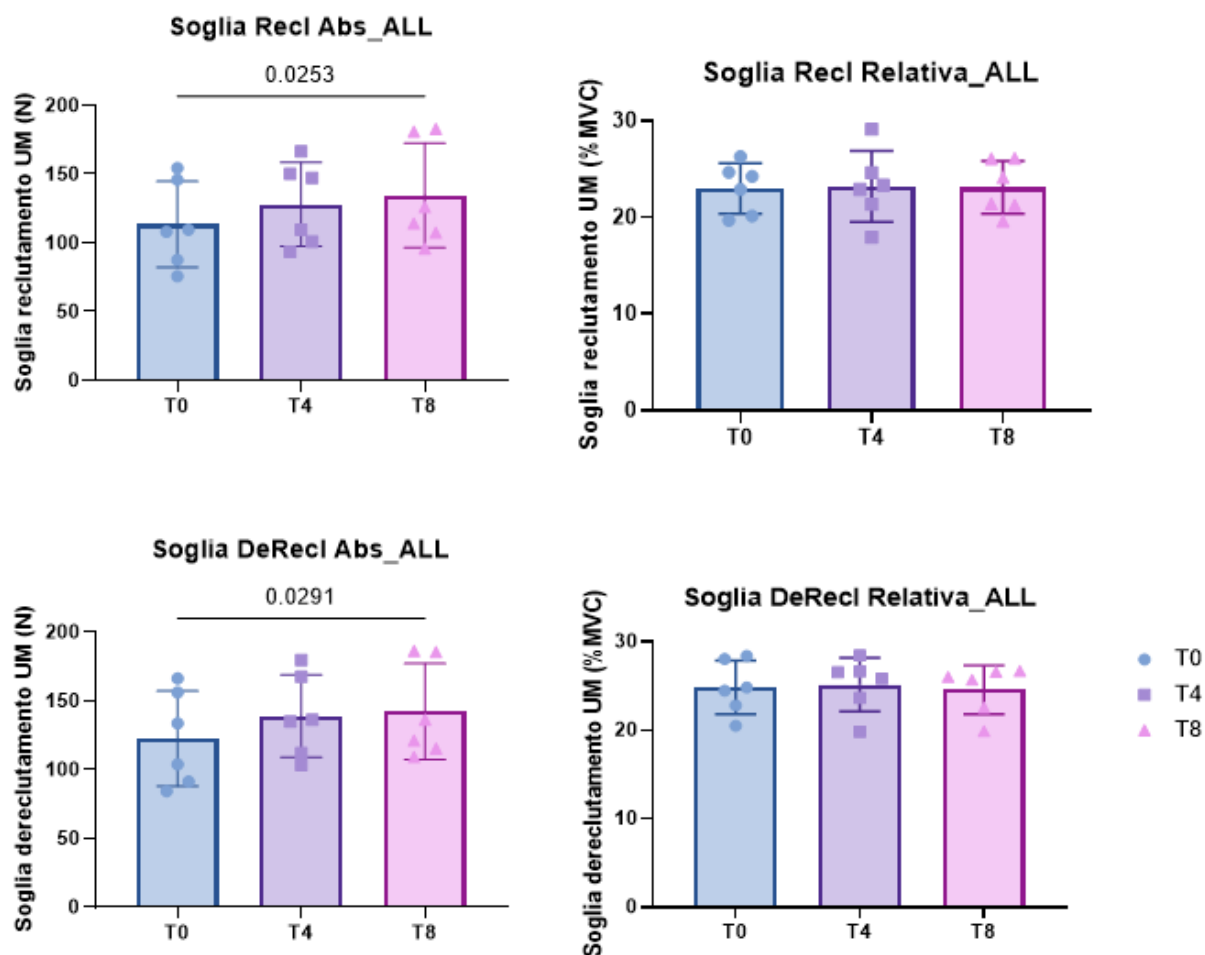 Soglia Recl Abs_ALL
0.0253
Soglia reclutamento UM (N)
200
150
100
50
0
T0 T4 T8
Soglia Recl Relativa_ALL
Soglia reclutamento UM (%MVC)
30
20
10
0
T0 T4 T8
Soglia DeRecl Abs_ALL
0.0291
Soglia dereclutamento UM (N)
200
150
100
50
0
T0 T4 T8
Soglia DeRecl Relativa_ALL
Soglia dereclutamento UM (%MVC)
30
20
10
0
T0 T4 T8
T0
T4
T8